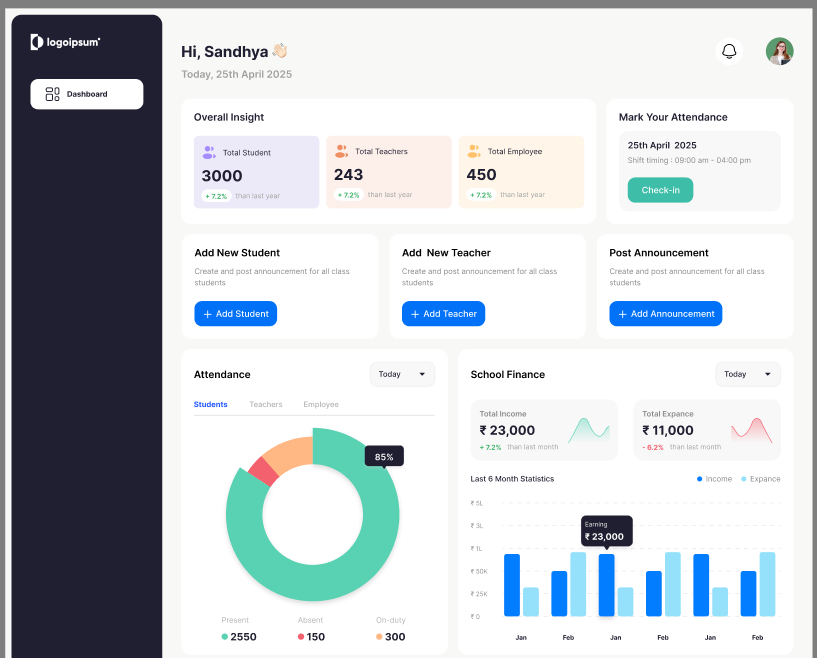 logoipsum
Dashboard
Hi, Sandhya 👋🏻
Today, 25th April 2025
Overall Insight
Total Student
3000
+ 7.2% than last year
Total Teachers
243
+ 7.2% than last year
Total Employee
450
+ 7.2% than last year
Mark Your Attendance
25th April 2025
Shift timing : 09:00 am - 04:00 pm
Check-in
Add New Student
Create and post announcement for all class
students
+ Add Student
Add New Teacher
Create and post announcement for all class
students
+ Add Teacher
Post Announcement
Create and post announcement for all class
students
+ Add Announcement
Attendance
Today
Students Teachers Employee
85%
Present Absent On-duty
2550 150 300
School Finance
Today
Total Income
₹ 23,000
+ 7.2% than last month
Total Expance
₹ 11,000
- 6.2% than last month
Last 6 Month Statistics
Income Expance
₹ 5L
₹ 3L
₹ 1L
₹ 50K
₹ 25K
₹ 0
Earning
₹ 23,000
Jan Feb Jan Feb Jan Feb